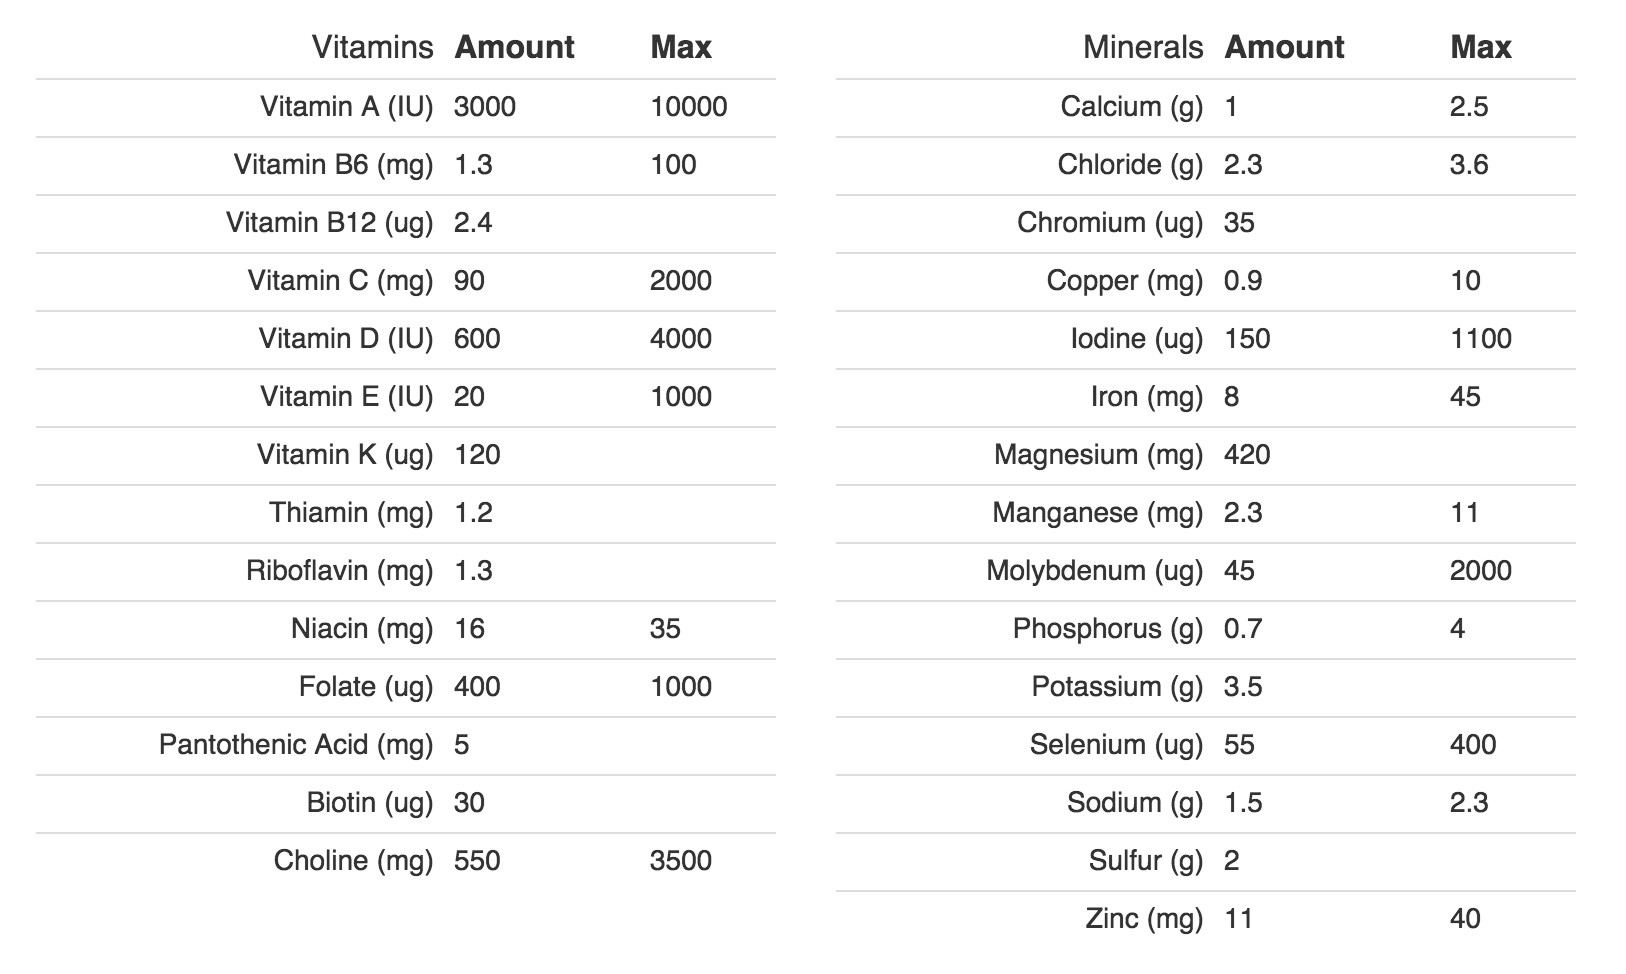 Vitamins Amount Max
Vitamin A (IU) 3000 10000
Vitamin B6 (mg) 1.3 100
Vitamin B12 (ug) 2.4
Vitamin C (mg) 90 2000
Vitamin D (IU) 600 4000
Vitamin E (IU) 20 1000
Vitamin K (ug) 120
Thiamin (mg) 1.2
Riboflavin (mg) 1.3
Niacin (mg) 16 35
Folate (ug) 400 1000
Pantothenic Acid (mg) 5
Biotin (ug) 30
Choline (mg) 550 3500
Minerals Amount Max
Calcium (g) 1 2.5
Chloride (g) 2.3 3.6
Chromium (ug) 35
Copper (mg) 0.9 10
Iodine (ug) 150 1100
Iron (mg) 8 45
Magnesium (mg) 420
Manganese (mg) 2.3 11
Molybdenum (ug) 45 2000
Phosphorus (g) 0.7 4
Potassium (g) 3.5
Selenium (ug) 55 400
Sodium (g) 1.5 2.3
Sulfur (g) 2
Zinc (mg) 11 40